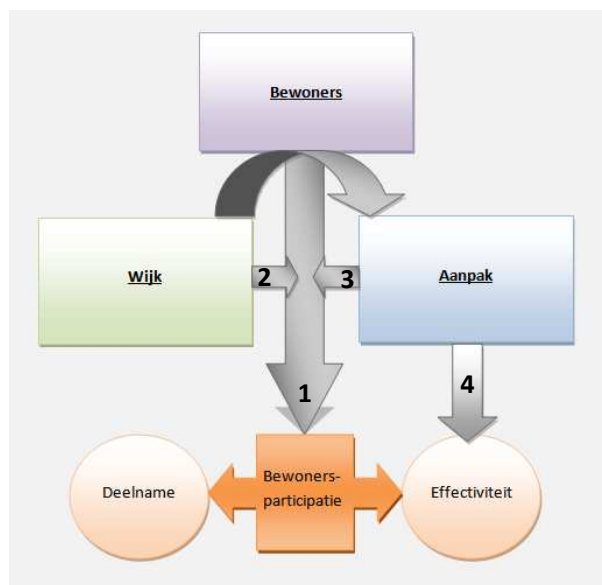 Bewoners
Wijk
2
3
Aanpak
1
4
Deelname
Bewoners-
participatie
Effectiviteit